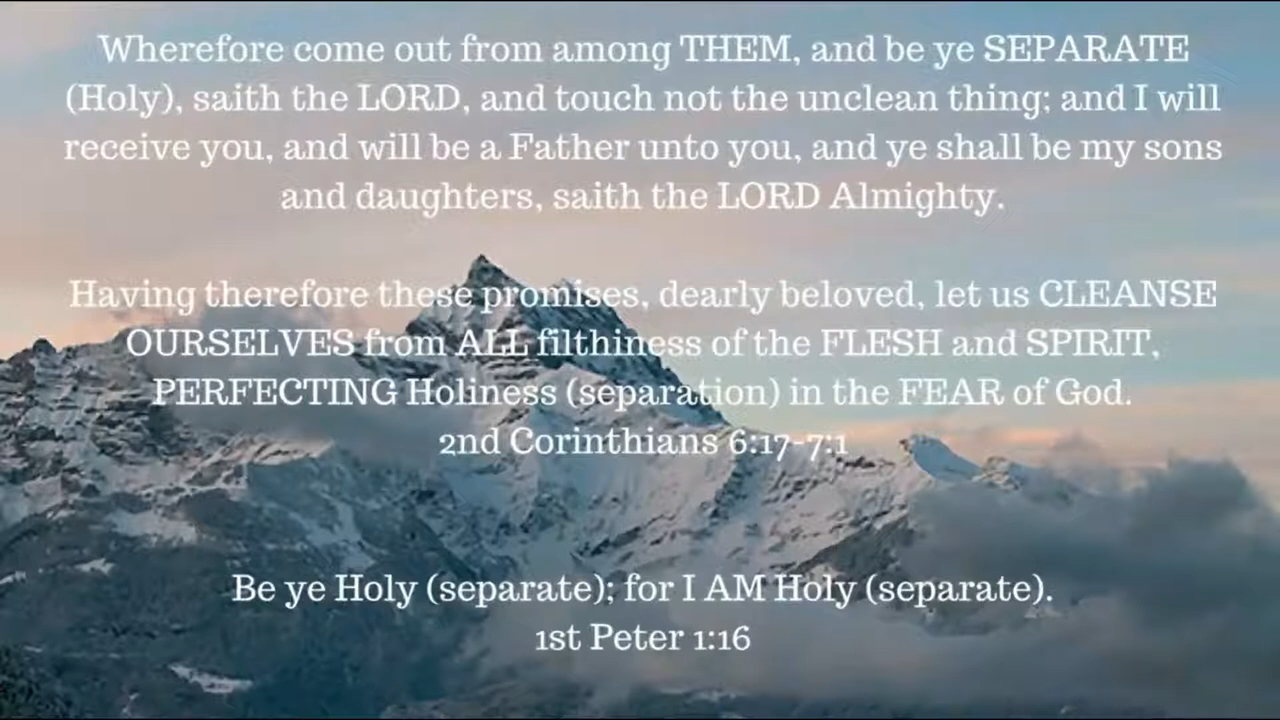 Wherefore come out from among THEM, and be ye SEPARATE
(Holy), saith the LORD, and touch not the unclean thing; and I will
receive you, and will be a Father unto you, and ye shall be my sons
and daughters, saith the LORD Almighty.
Having therefore these promises, dearly beloved, let us CLEANSE
OURSELVES from ALL filthiness of the FLESH and SPIRIT,
PERFECTING Holiness (separation) in the FEAR of God.
2nd Corinthians 6:17-7:1
Be ye Holy (separate); for I AM Holy (separate).
1st Peter 1:16